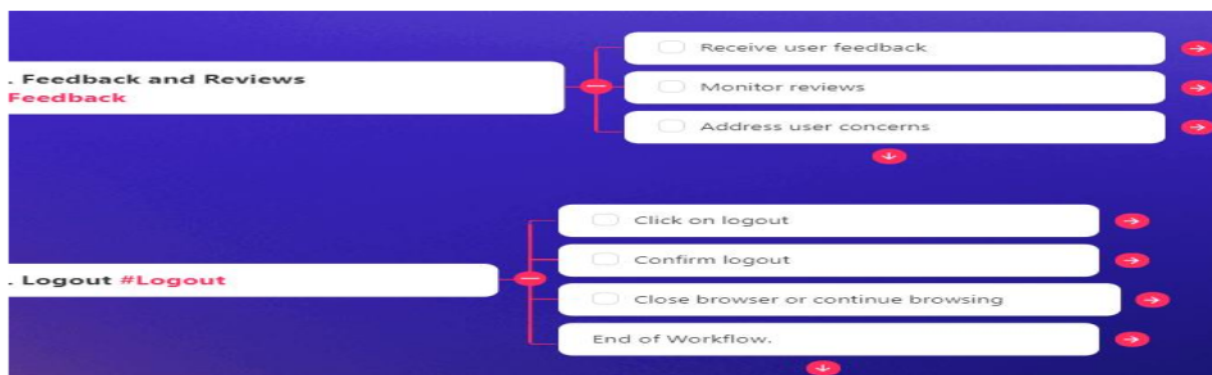 . Feedback and Reviews
Feedback
Receive user feedback
Monitor reviews
Address user concerns
. Logout #Logout
Click on logout
Confirm logout
Close browser or continue browsing
End of Workflow.